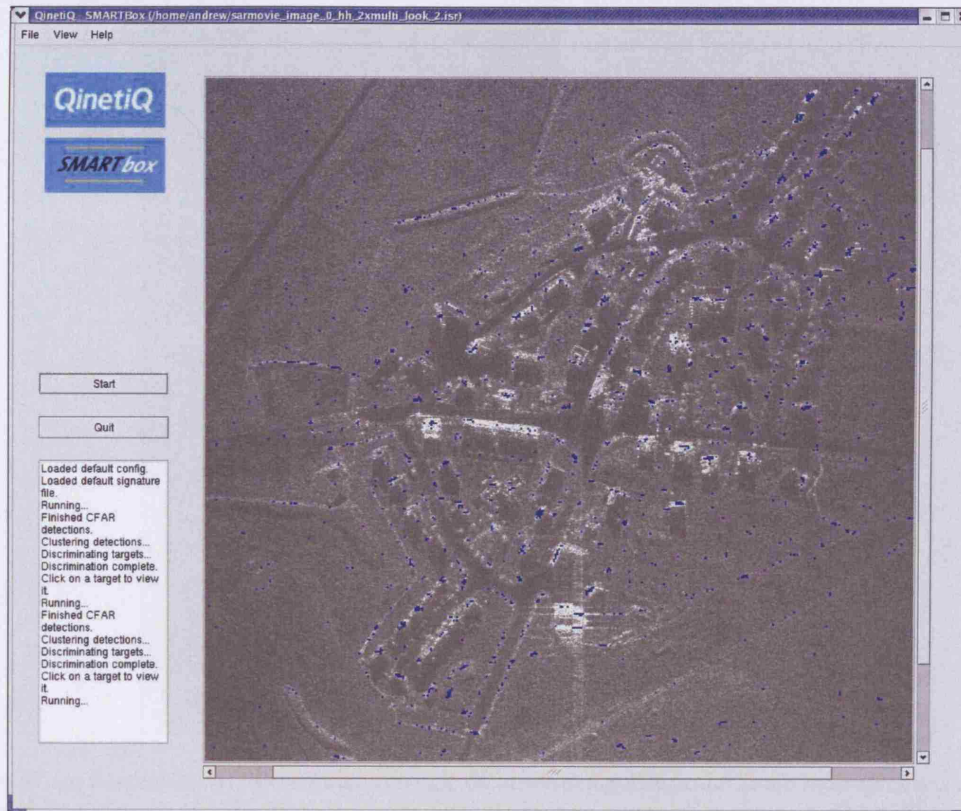 QinetiQ SMARTBox (/home/andrew/sarmovie_image_0_hh_2xmulti_look_2.isr)
File View Help
QinetiQ
SMARTbox
Start
Quit
Loaded default config.
Loaded default signature
file.
Running...
Finished CFAR
detections.
Clustering detections...
Discriminating targets...
Discrimination complete.
Click on a target to view
it.
Running...
Finished CFAR
detections.
Clustering detections...
Discriminating targets...
Discrimination complete.
Click on a target to view
it.
Running...